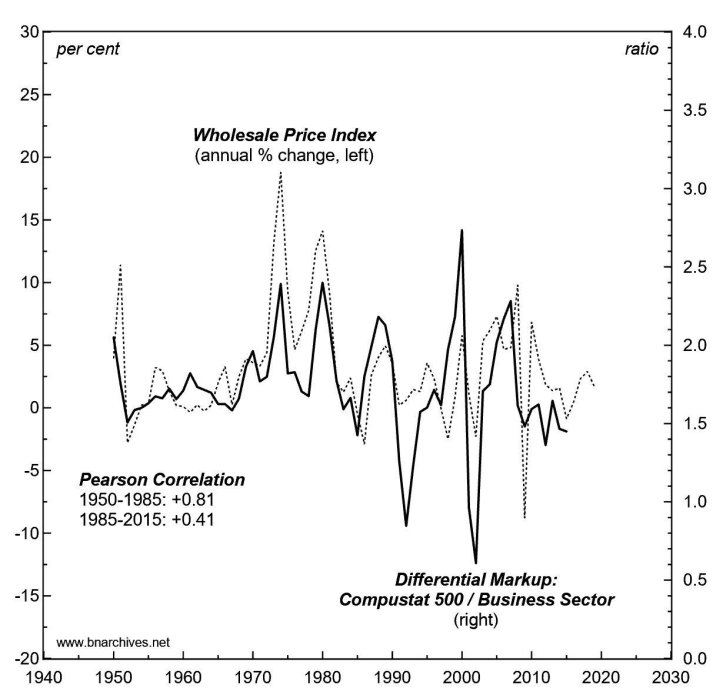 30
4.0
per cent
ratio
25
3.5
Wholesale Price Index
(annual % change, left)
20
3.0
15
10
2.5
5
2.0
0
1.5
-5
Pearson Correlation
1950-1985: +0.81
1.0
1985-2015: +0.41
-10
Differential Markup:
0.5
-15
Compustat 500 / Business Sector
(right)
www.bnarchives.net
-20
0.0
1940 1950 1960 1970 1980 1990 2000 2010 2020 2030